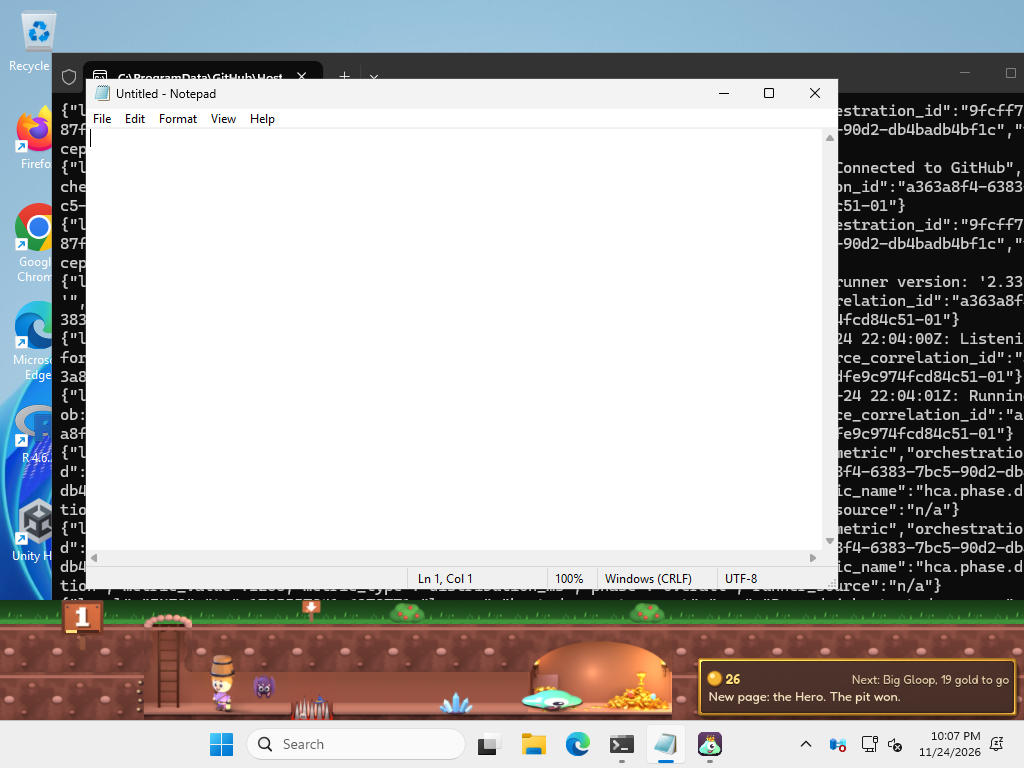 Recycle
Firefo
Google
Chrom
Micros
Edge
R 4.6.
Unity H
C:\ProgramData\GitHub\Host
Untitled - Notepad
File Edit Format View Help
{"l
estration_id":"9fcff7
87f
-90d2-db4badb4bf1c","
cep
{"l
Connected to GitHub",
che
on_id":"a363a8f4-6383
c5-
c51-01"}
{"l
estration_id":"9fcff7
87f
-90d2-db4badb4bf1c","
cep
{"l
runner version: '2.33
'",
relation_id":"a363a8f
383
4fcd84c51-01"}
{"l
24 22:04:00Z: Listeni
for
rce_correlation_id":"
3a8
dfe9c974fcd84c51-01"}
{"l
-24 22:04:01Z: Runnin
ob:
ce_correlation_id":"a
a8f
fe9c974fcd84c51-01"}
{"l
metric","orchestratio
d":
8f4-6383-7bc5-90d2-db
db4
ic_name":"hca.phase.d
tio
source":"n/a"}
{"l
metric","orchestratio
d":
8f4-6383-7bc5-90d2-db
db4
ic_name":"hca.phase.d
Ln 1, Col 1 100% Windows (CRLF) UTF-8
1
26 Next: Big Gloop, 19 gold to go
New page: the Hero. The pit won.
Search
10:07 PM
11/24/2026